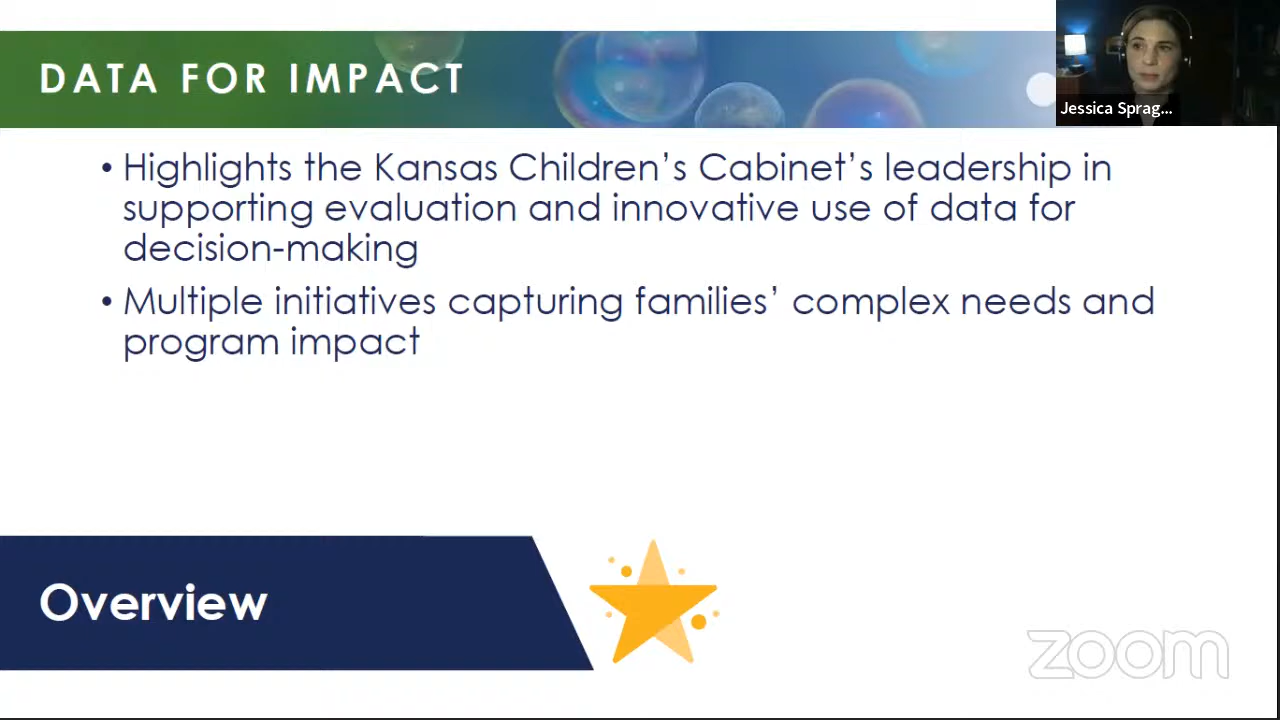 DATA FOR IMPACT
Jessica Sprag...
• Highlights the Kansas Children’s Cabinet’s leadership in
supporting evaluation and innovative use of data for
decision-making
• Multiple initiatives capturing families’ complex needs and
program impact
Overview
zoom